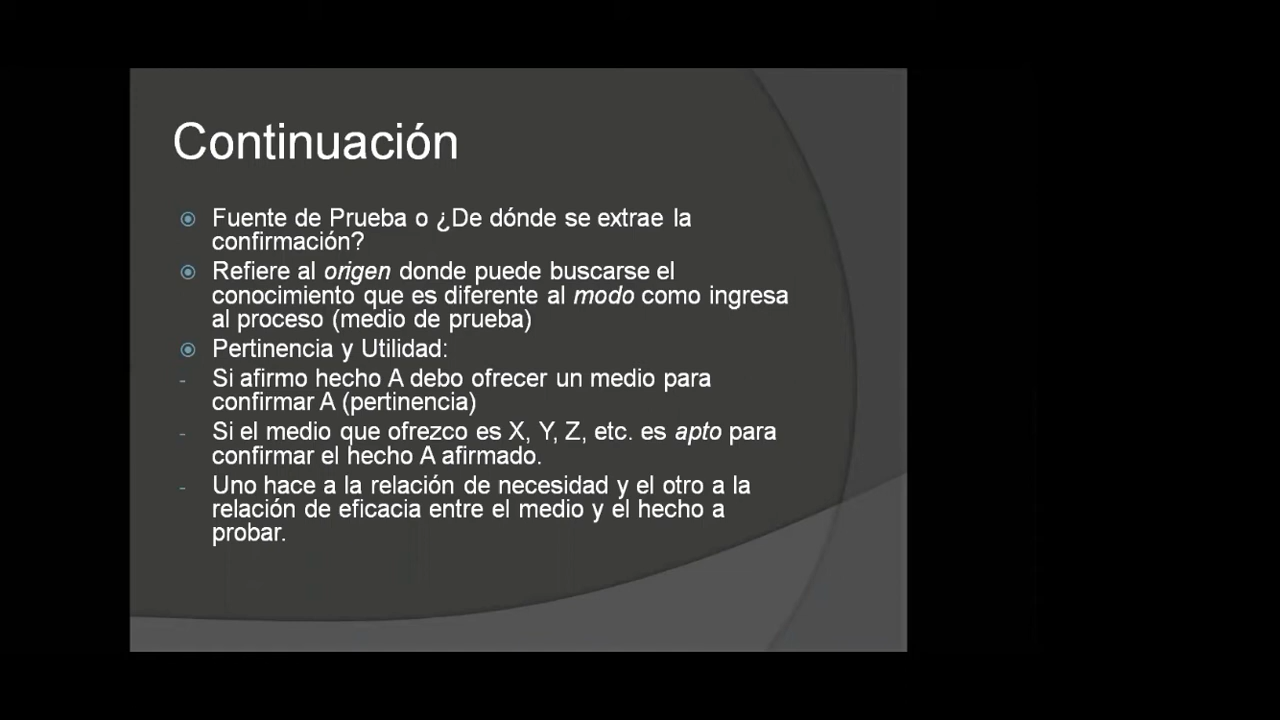 Continuación
Fuente de Prueba o ¿De dónde se extrae la
confirmación?
Refiere al origen donde puede buscarse el
conocimiento que es diferente al modo como ingresa
al proceso (medio de prueba)
Pertinencia y Utilidad:
- Si afirmo hecho A debo ofrecer un medio para
confirmar A (pertinencia)
- Si el medio que ofrezco es X, Y, Z, etc. es apto para
confirmar el hecho A afirmado.
- Uno hace a la relación de necesidad y el otro a la
relación de eficacia entre el medio y el hecho a
probar.